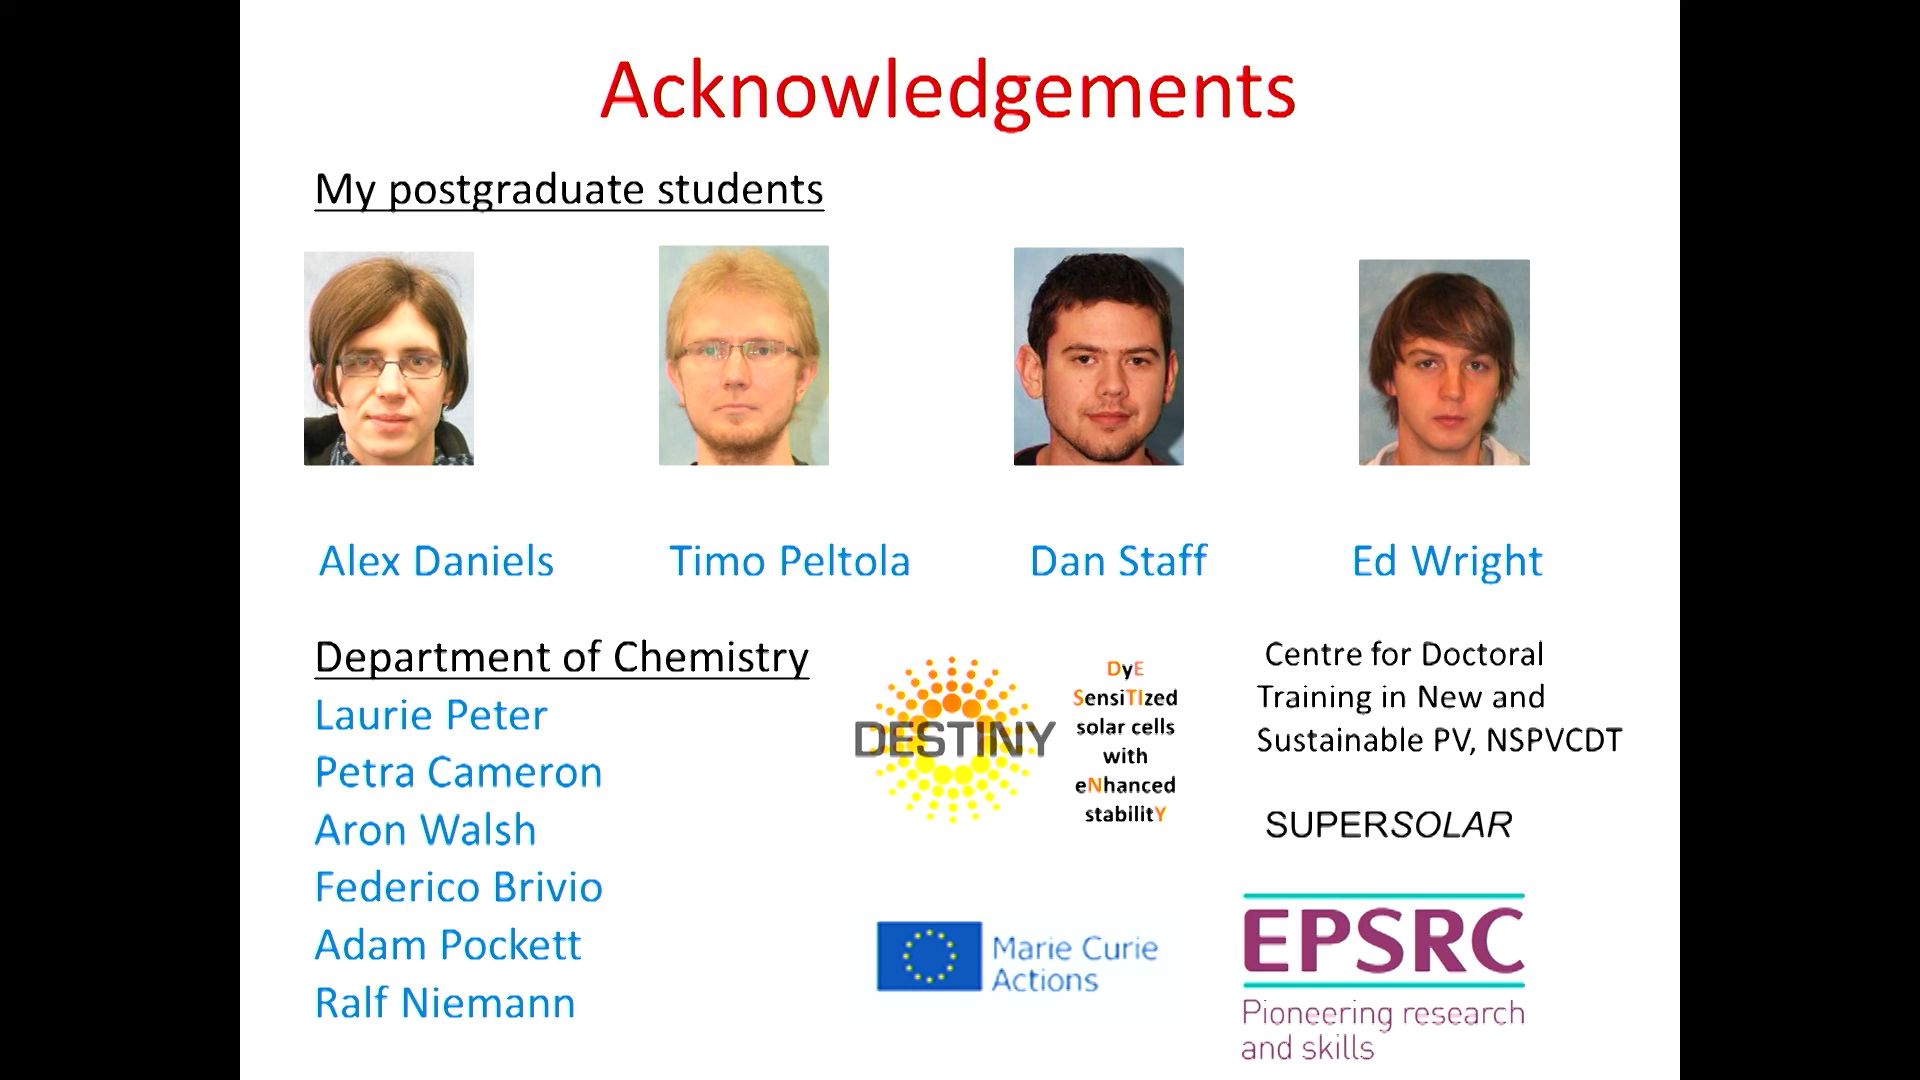 Acknowledgements
My postgraduate students
Alex Daniels
Timo Peltola
Dan Staff
Ed Wright
Department of Chemistry
Laurie Peter
Petra Cameron
Aron Walsh
Federico Brivio
Adam Pockett
Ralf Niemann
DESTINY
DyE
SensiTIzed
solar cells
with
eNhanced
stabilitY
Marie Curie
Actions
Centre for Doctoral
Training in New and
Sustainable PV, NSPVCDT
SUPERSOLAR
EPSRC
Pioneering research
and skills